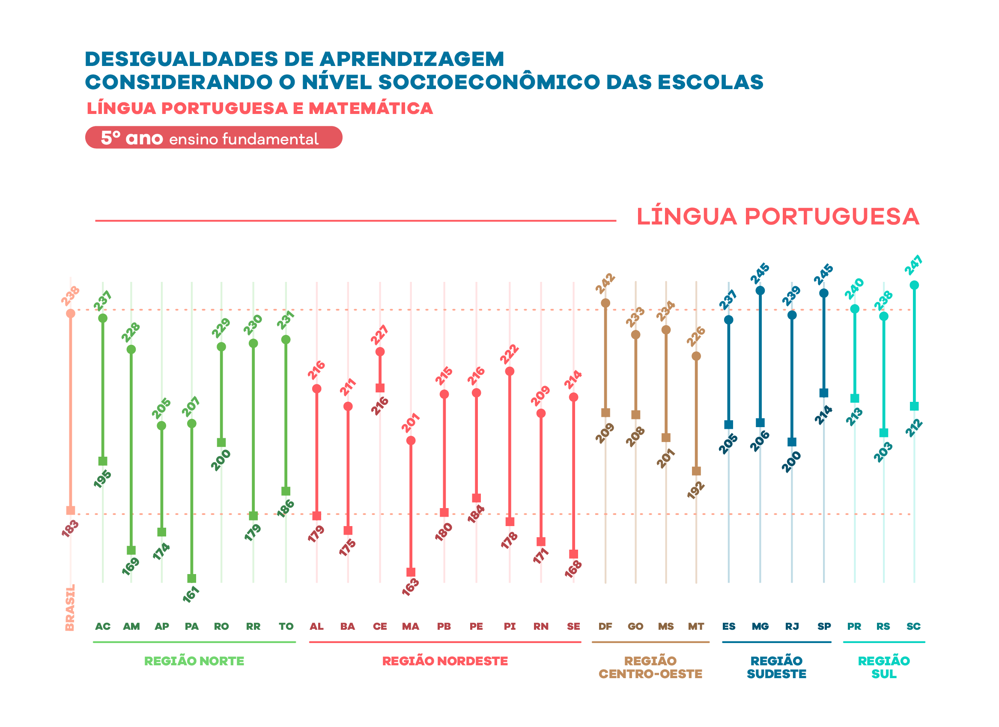 DESIGUALDADES DE APRENDIZAGEM
CONSIDERANDO O NÍVEL SOCIOECONÔMICO DAS ESCOLAS
LÍNGUA PORTUGUESA E MATEMÁTICA
5º ano ensino fundamental
LÍNGUA PORTUGUESA
238 237 228 205 207 229 230 231 216 211 227 201 215 216 222 209 214 242 233 234 226 237 245 239 245 240 238 247
183 195 169 174 161 200 179 186 179 175 216 163 180 184 178 171 168 209 208 201 192 205 206 200 214 213 203 212
BRASIL AC AM AP PA RO RR TO AL BA CE MA PB PE PI RN SE DF GO MS MT ES MG RJ SP PR RS SC
REGIÃO NORTE
REGIÃO NORDESTE
REGIÃO
CENTRO-OESTE
REGIÃO
SUDESTE
REGIÃO
SUL